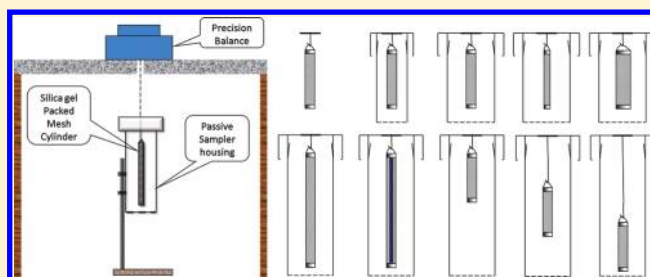 Precision
Balance
Silica gel
Packed
Mesh
Cylinder
Passive
Sampler
housing